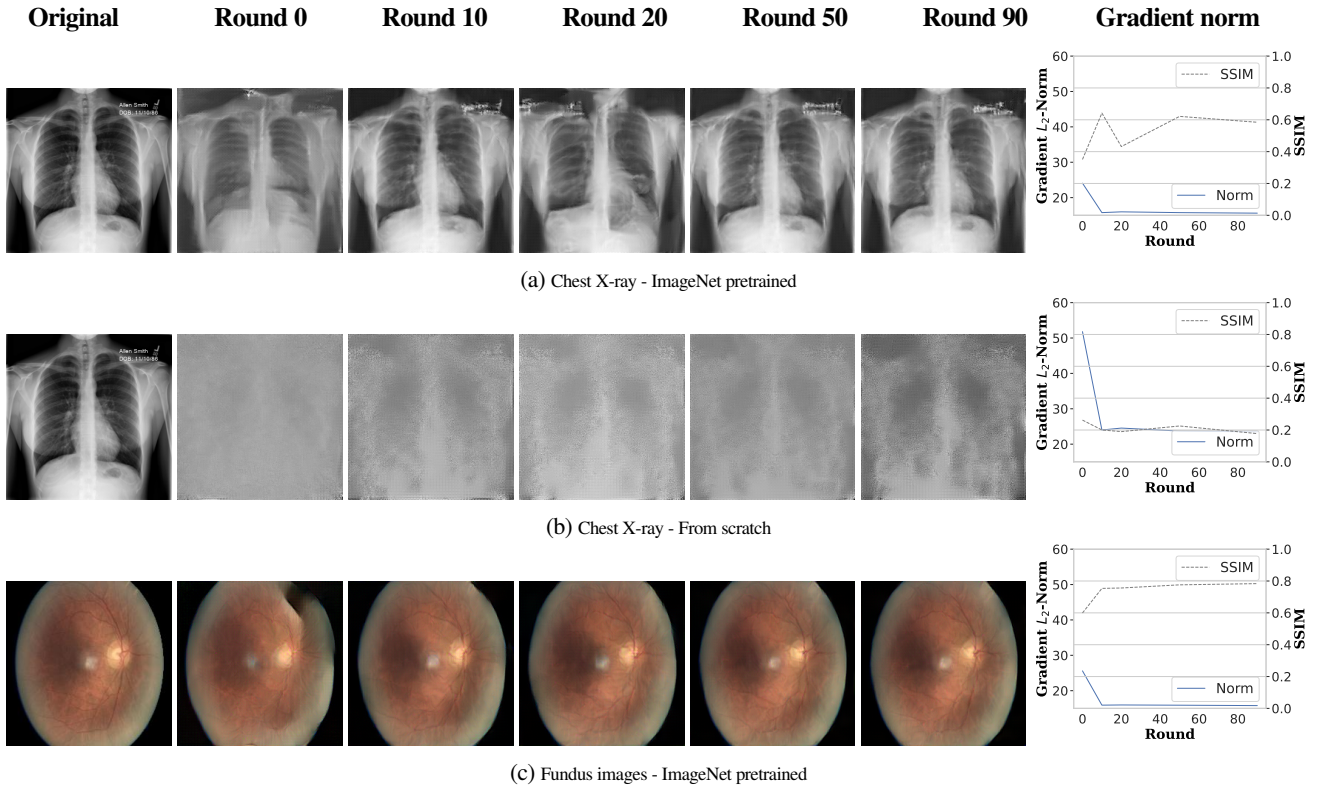 Original Round 0 Round 10 Round 20 Round 50 Round 90 Gradient norm
Allen Smith
DOB: 11/10/86
60
50
40
30
20
Gradient L₂-Norm
SSIM
Norm
1.0
0.8
0.6
0.4
0.2
0.0
SSIM
0 20 40 60 80
Round
(a) Chest X-ray - ImageNet pretrained
Allen Smith
DOB: 11/10/86
60
50
40
30
20
Gradient L₂-Norm
SSIM
Norm
1.0
0.8
0.6
0.4
0.2
0.0
SSIM
0 20 40 60 80
Round
(b) Chest X-ray - From scratch
60
50
40
30
20
Gradient L₂-Norm
SSIM
Norm
1.0
0.8
0.6
0.4
0.2
0.0
SSIM
0 20 40 60 80
Round
(c) Fundus images - ImageNet pretrained